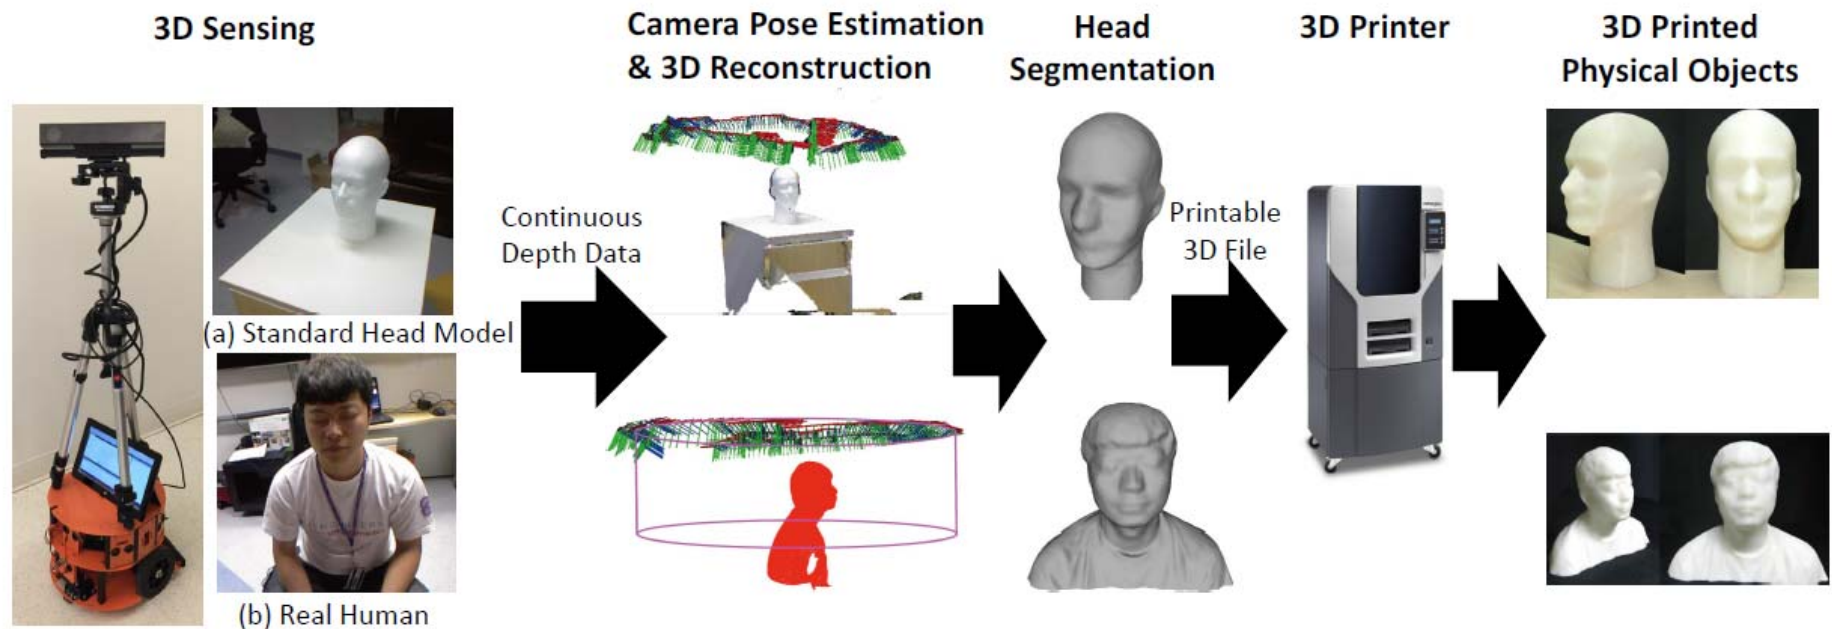 3D Sensing
Camera Pose Estimation
& 3D Reconstruction
Head
Segmentation
3D Printer
3D Printed
Physical Objects
Continuous
Depth Data
Printable
3D File
(a) Standard Head Model
(b) Real Human